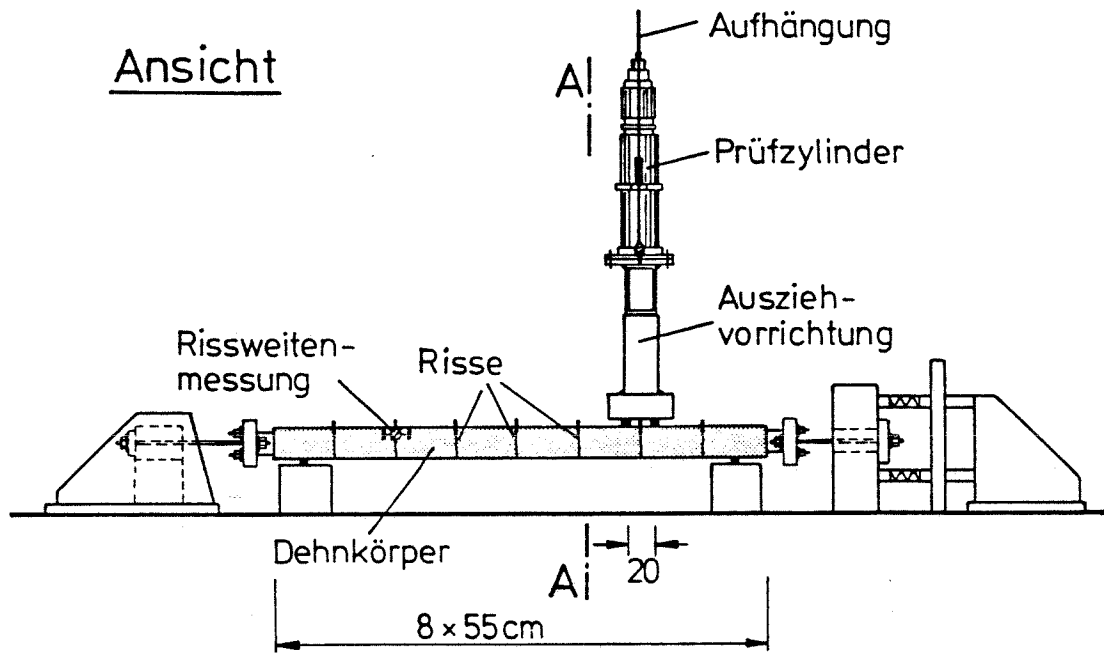 Ansicht
Aufhängung
A
Prüfzylinder
Auszieh-
vorrichtung
Rissweiten-
messung
Risse
Dehnkörper
A
20
8 × 55 cm